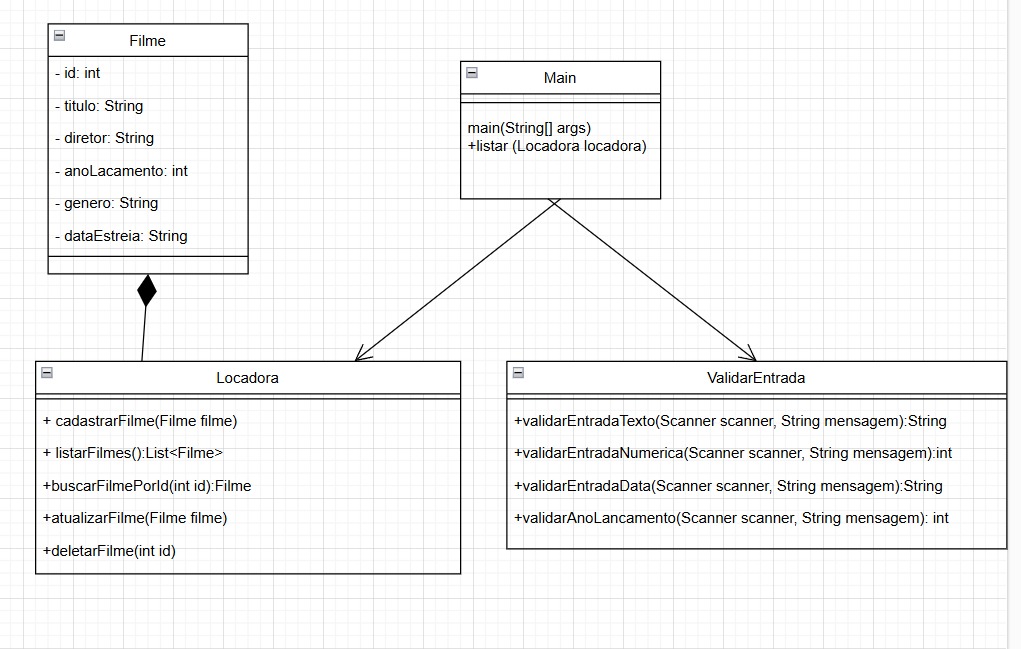 Filme
- id: int
- titulo: String
- diretor: String
- anoLacamento: int
- genero: String
- dataEstreia: String
Main
main(String[] args)
+listar (Locadora locadora)
Locadora
+ cadastrarFilme(Filme filme)
+ listarFilmes():List<Filme>
+buscarFilmePorId(int id):Filme
+atualizarFilme(Filme filme)
+deletarFilme(int id)
ValidarEntrada
+validarEntradaTexto(Scanner scanner, String mensagem):String
+validarEntradaNumerica(Scanner scanner, String mensagem):int
+validarEntradaData(Scanner scanner, String mensagem):String
+validarAnoLancamento(Scanner scanner, String mensagem): int